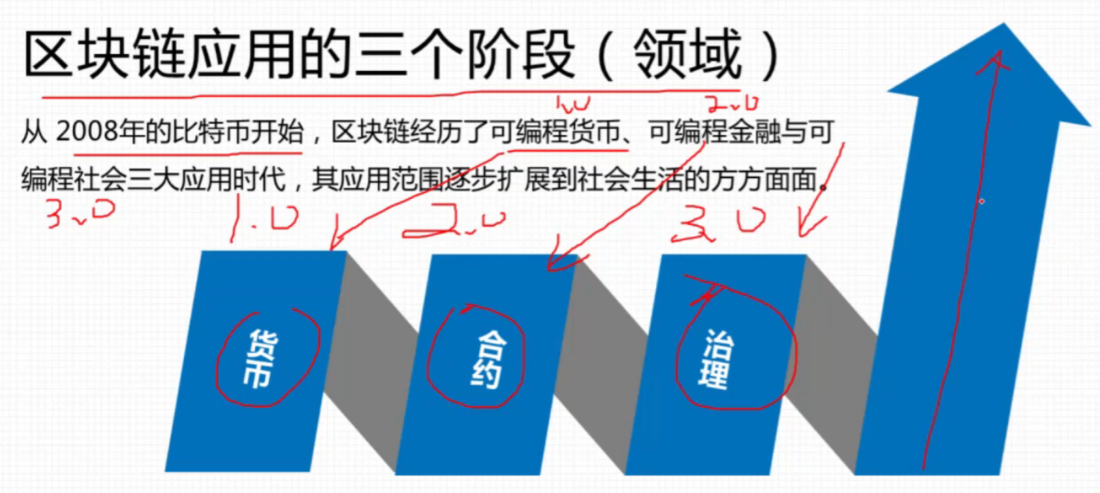 区块链应用的三个阶段（领域）
1.0 2.0
从 2008年的比特币开始，区块链经历了可编程货币、可编程金融与可
编程社会三大应用时代，其应用范围逐步扩展到社会生活的方方面面。
3.0 1.0 2.0 3.0
货币
合约
治理